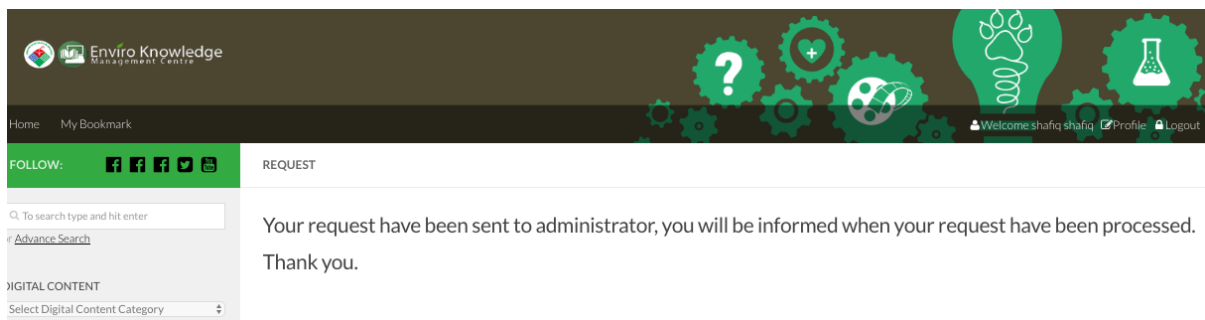 Enviro Knowledge
Management Centre
?
Home My Bookmark
Welcome shafiq shafiq Profile Logout
FOLLOW:
REQUEST
To search type and hit enter
r Advance Search
Your request have been sent to administrator, you will be informed when your request have been processed.
Thank you.
DIGITAL CONTENT
Select Digital Content Category